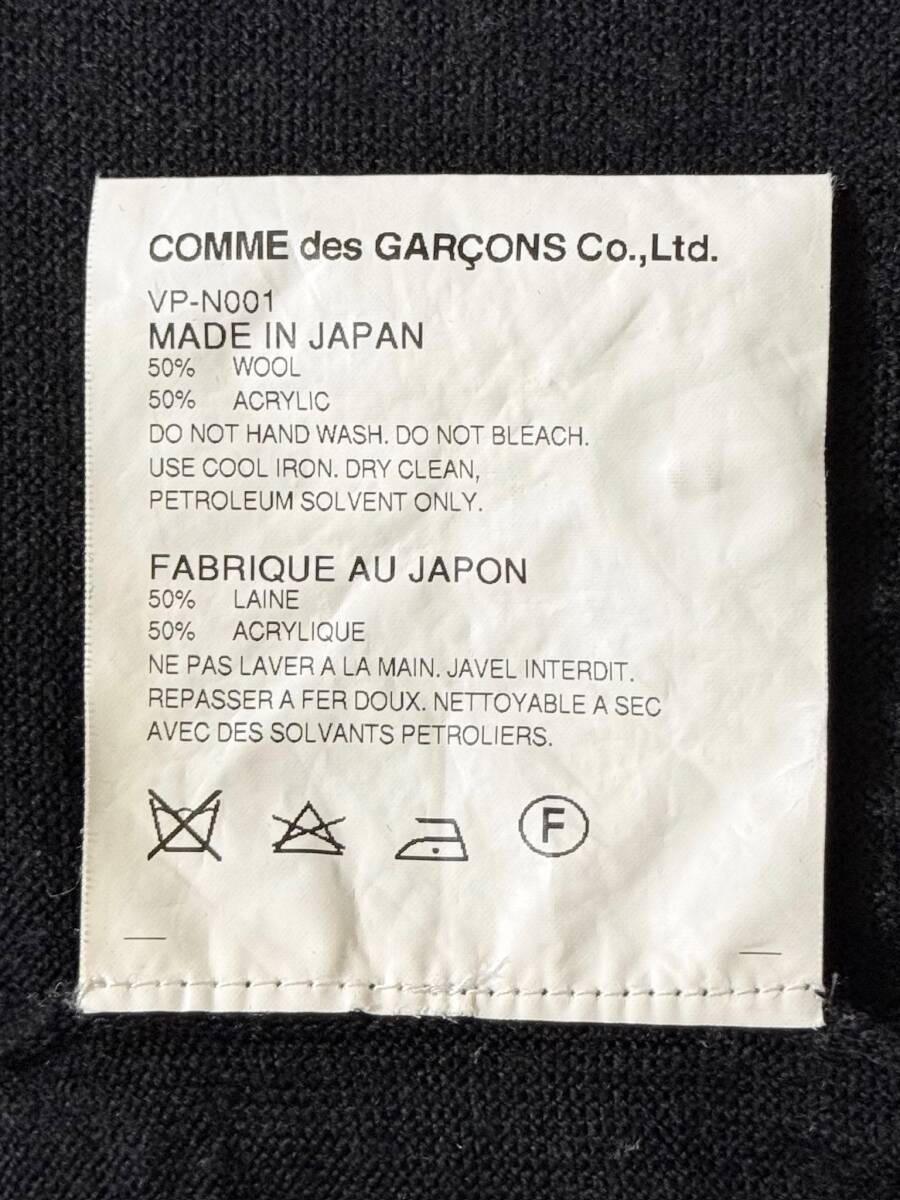 COMME des GARÇONS Co.,Ltd.
VP-N001
MADE IN JAPAN
50% WOOL
50% ACRYLIC
DO NOT HAND WASH. DO NOT BLEACH.
USE COOL IRON. DRY CLEAN,
PETROLEUM SOLVENT ONLY.
FABRIQUE AU JAPON
50% LAINE
50% ACRYLIQUE
NE PAS LAVER A LA MAIN. JAVEL INTERDIT.
REPASSER A FER DOUX. NETTOYABLE A SEC
AVEC DES SOLVANTS PETROLIERS.
F